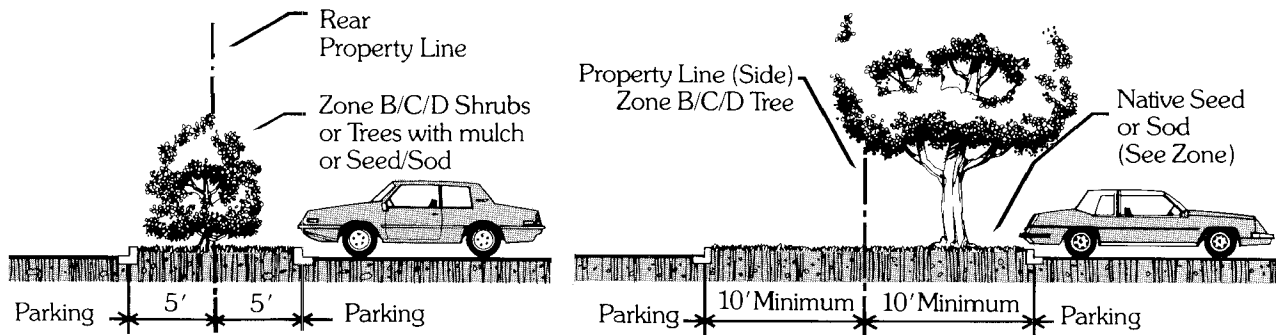 Rear
Property Line
Zone B/C/D Shrubs
or Trees with mulch
or Seed/Sod
Parking
5′
5′
Parking
Property Line (Side)
Zone B/C/D Tree
Native Seed
or Sod
(See Zone)
Parking
10′ Minimum
10′ Minimum
Parking